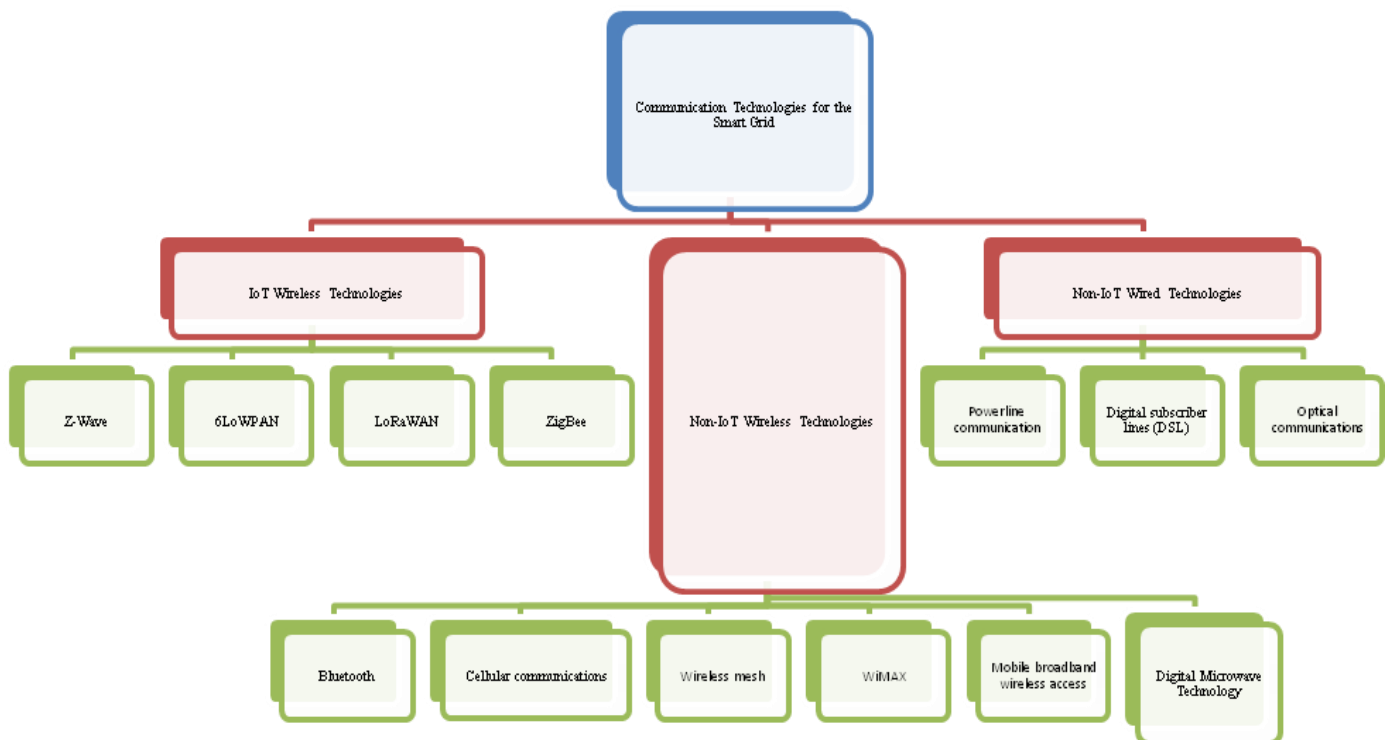 Communication Technologies for the
Smart Grid
IoT Wireless Technologies
Non-IoT Wireless Technologies
Non-IoT Wired Technologies
Z-Wave
6LoWPAN
LoRaWAN
ZigBee
Powerline
communication
Digital subscriber
lines (DSL)
Optical
communications
Bluetooth
Cellular communications
Wireless mesh
WiMAX
Mobile broadband
wireless access
Digital Microwave
Technology